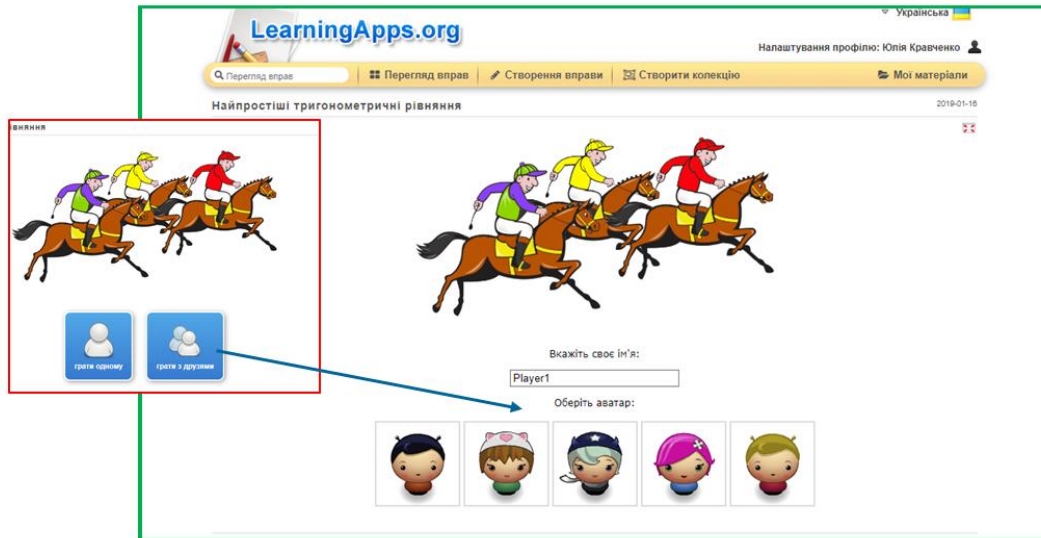 Українська
LearningApps.org
Налаштування профілю: Юлія Кравченко
Перегляд вправ
Перегляд вправ
Створення вправи
Створити колекцію
Мої матеріали
Найпростіші тригонометричні рівняння
2019-01-16
івняння
грати одному
грати з друзями
Вкажіть своє ім'я:
Player1
Оберіть аватар: